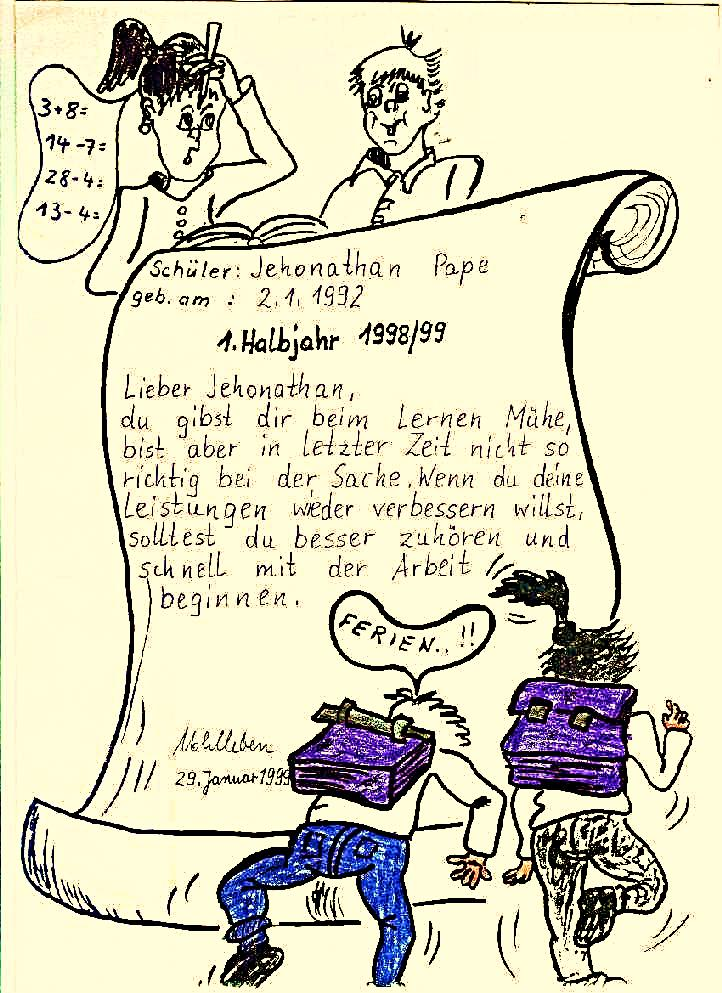 3+8=
14-7=
28-4=
13-4=
Schüler: Jehonathan Pape
geb. am : 2.1.1992
1. Halbjahr 1998/99
Lieber Jehonathan,
du gibst dir beim Lernen Mühe,
bist aber in letzter Zeit nicht so
richtig bei der Sache. Wenn du deine
Leistungen wieder verbessern willst,
solltest du besser zuhören und
schnell mit der Arbeit
beginnen.
FERIEN..!!
29. Januar 1999